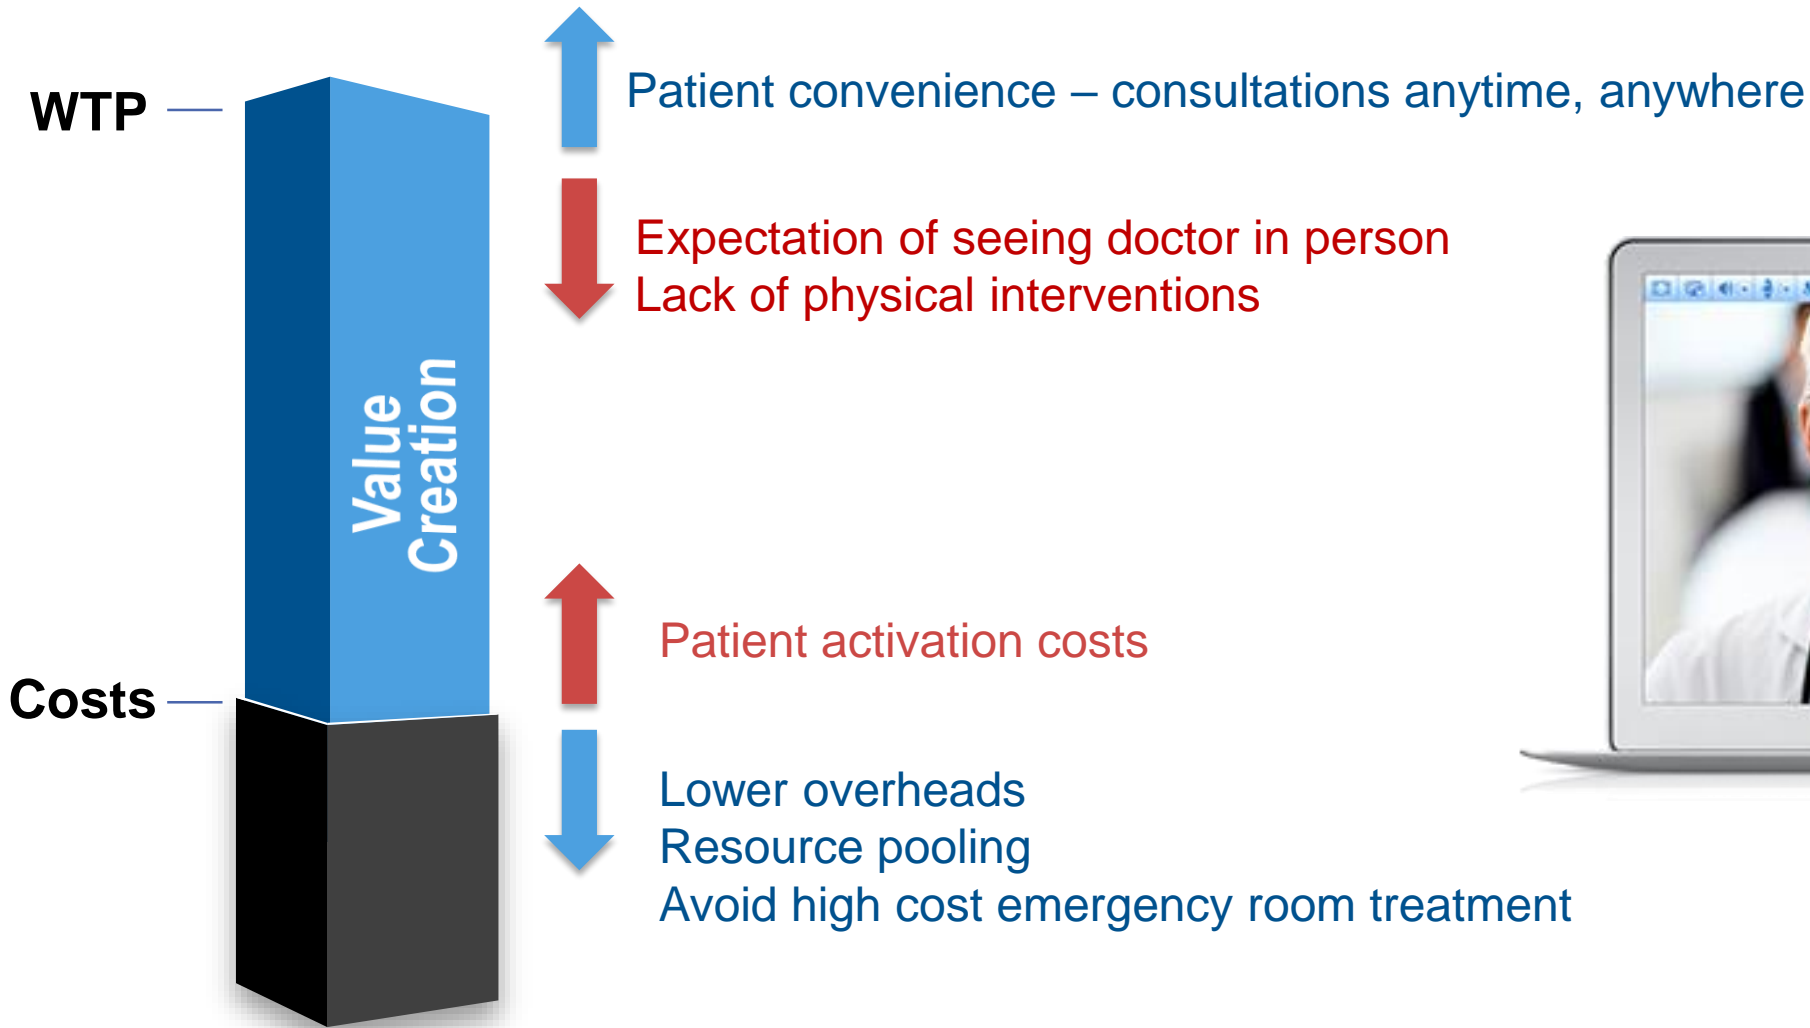 WTP
Patient convenience – consultations anytime, anywhere
Expectation of seeing doctor in person
Lack of physical interventions
Value
Creation
Patient activation costs
Costs
Lower overheads
Resource pooling
Avoid high cost emergency room treatment